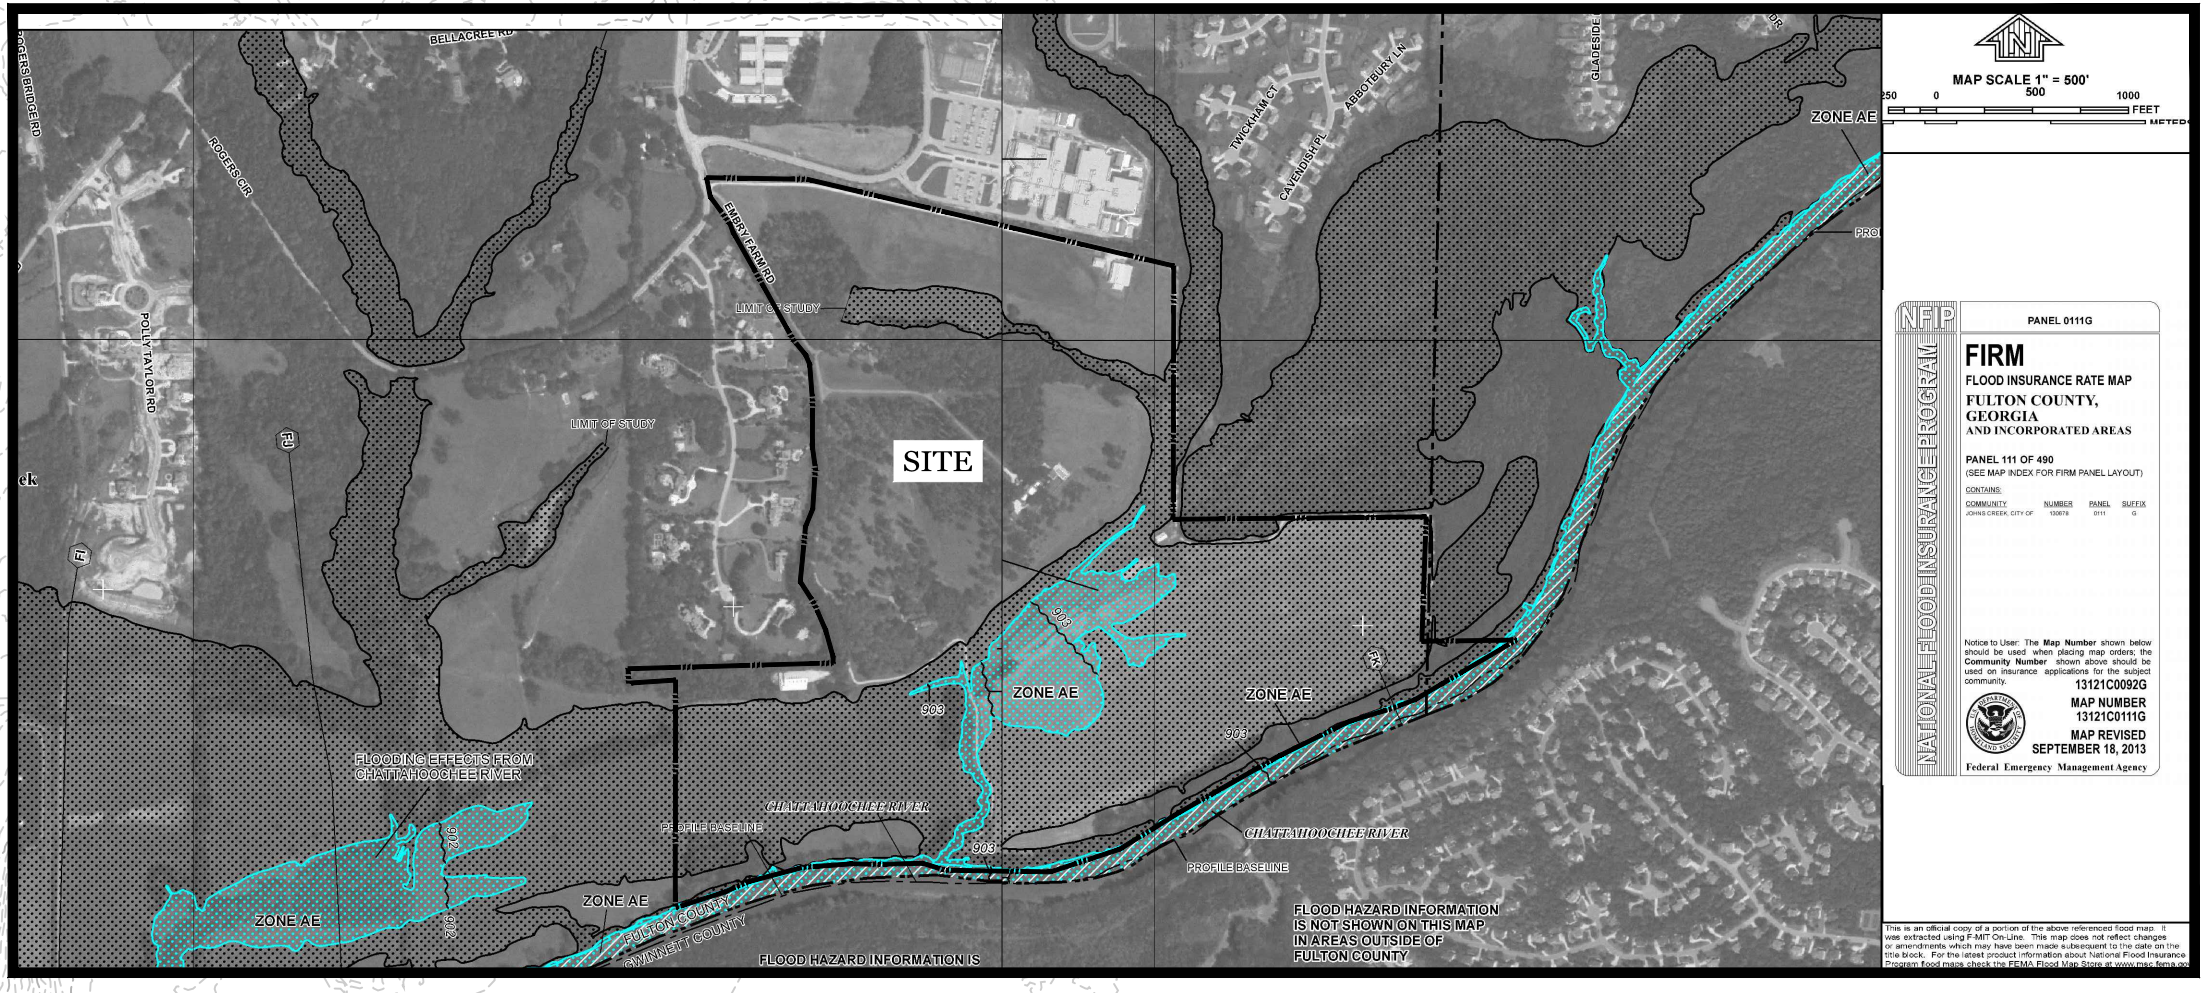 ROGERS BRIDGE RD
BELLACREE RD
ROGERS CIR
POLLY TAYLOR RD
ek
FJ
FI
EMBRY FARM RD
LIMIT OF STUDY
LIMIT OF STUDY
SITE
TWICKHAM CT
ABBOTBURY LN
CAVENDISH PL
GLADESIDE
DR
ZONE AE
PRO
903
ZONE AE
903
FK
ZONE AE
903
FLOODING EFFECTS FROM
CHATTAHOOCHEE RIVER
902
ZONE AE
902
CHATTAHOOCHEE RIVER
PROFILE BASELINE
903
CHATTAHOOCHEE RIVER
PROFILE BASELINE
ZONE AE
FULTON COUNTY
GWINNETT COUNTY
FLOOD HAZARD INFORMATION IS
FLOOD HAZARD INFORMATION
IS NOT SHOWN ON THIS MAP
IN AREAS OUTSIDE OF
FULTON COUNTY
N
MAP SCALE 1" = 500'
250 0 500 1000
FEET
METERS
NFIP
NATIONAL FLOOD INSURANCE PROGRAM
PANEL 0111G
FIRM
FLOOD INSURANCE RATE MAP
FULTON COUNTY,
GEORGIA
AND INCORPORATED AREAS
PANEL 111 OF 490
(SEE MAP INDEX FOR FIRM PANEL LAYOUT)
CONTAINS:
COMMUNITY NUMBER PANEL SUFFIX
JOHNS CREEK, CITY OF 130678 0111 G
Notice to User: The Map Number shown below
should be used when placing map orders; the
Community Number shown above should be
used on insurance applications for the subject
community.
13121C0092G
MAP NUMBER
13121C0111G
MAP REVISED
SEPTEMBER 18, 2013
Federal Emergency Management Agency
This is an official copy of a portion of the above referenced flood map. It
was extracted using F-MIT On-Line. This map does not reflect changes
or amendments which may have been made subsequent to the date on the
title block. For the latest product information about National Flood Insurance
Program flood maps check the FEMA Flood Map Store at www.msc.fema.gov